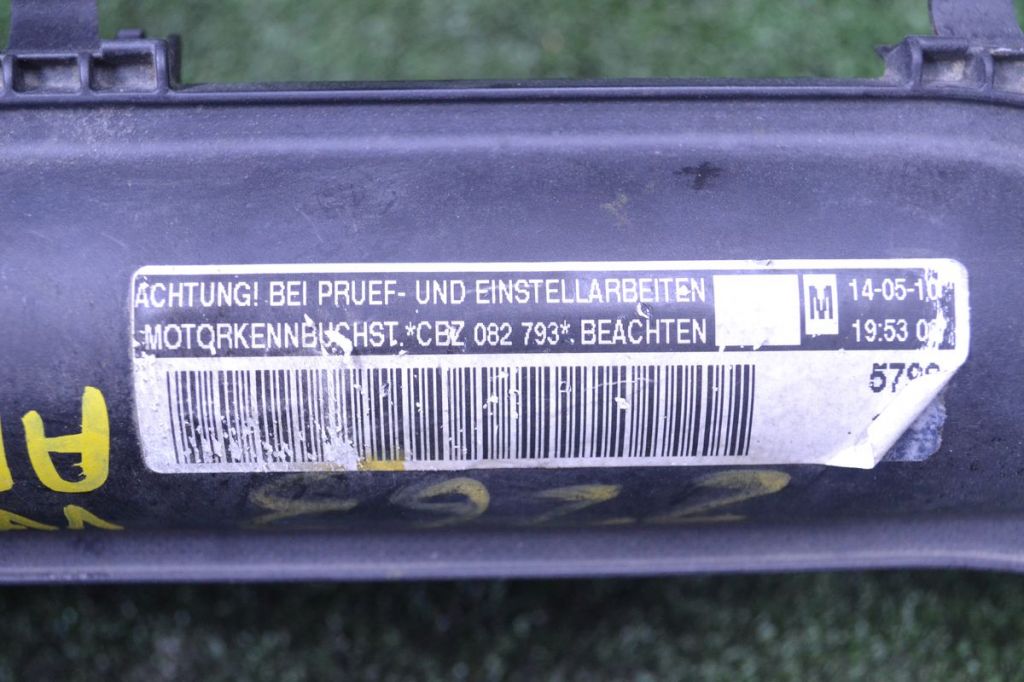 ACHTUNG! BEI PRUEF- UND EINSTELLARBEITEN
MOTORKENNBUCHST.*CBZ 082 793*. BEACHTEN
M
14-05-10
19:53